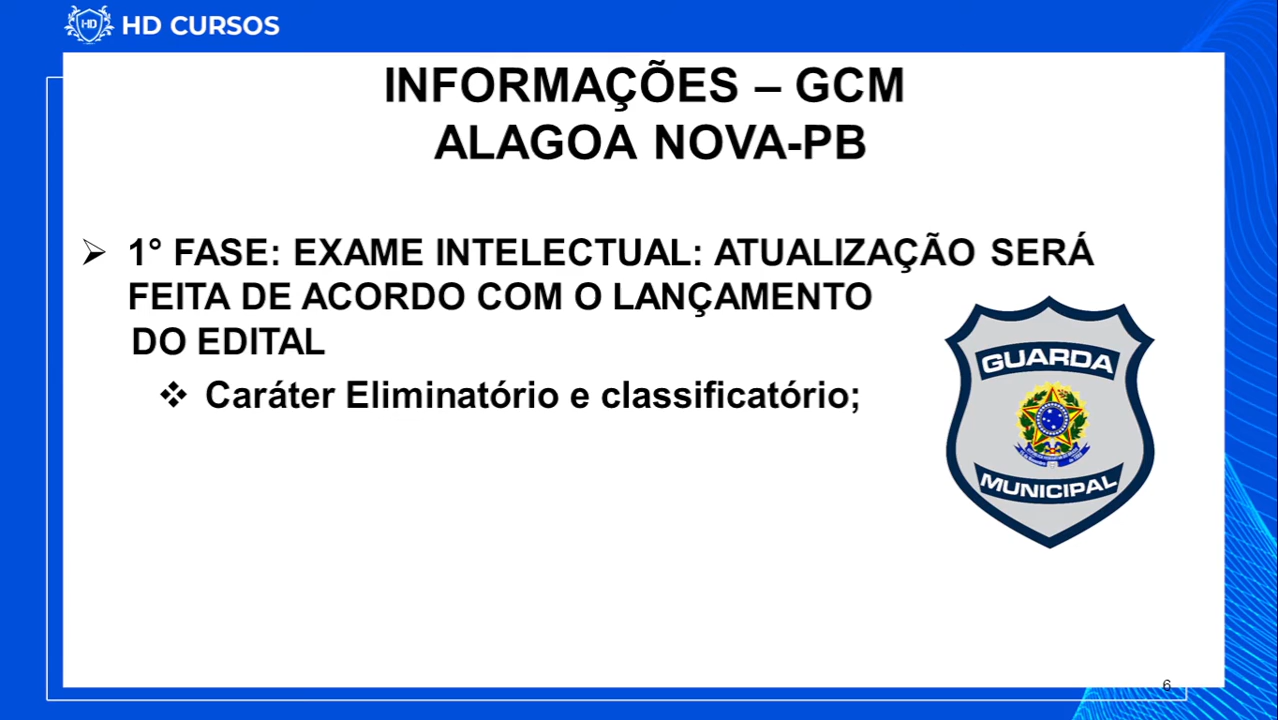 HD CURSOS
INFORMAÇÕES – GCM
ALAGOA NOVA-PB
➢ 1° FASE: EXAME INTELECTUAL: ATUALIZAÇÃO SERÁ
FEITA DE ACORDO COM O LANÇAMENTO
DO EDITAL
❖ Caráter Eliminatório e classificatório;
GUARDA
MUNICIPAL
6